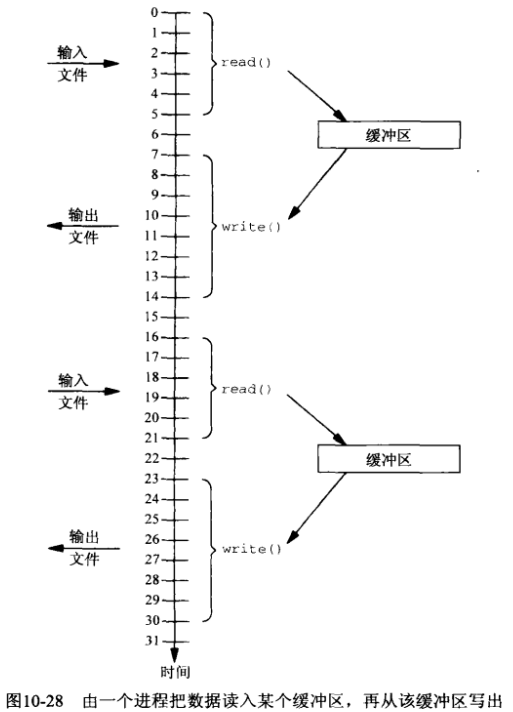 0
1
输入
2
read()
文件
3
4
5
6
缓冲区
7
8
9
输出
10
write()
文件
11
12
13
14
15
16
17
输入
18
read()
文件
19
20
21
22
缓冲区
23
24
25
输出
26
write()
文件
27
28
29
30
31
时间
图10-28 由一个进程把数据读入某个缓冲区，再从该缓冲区写出